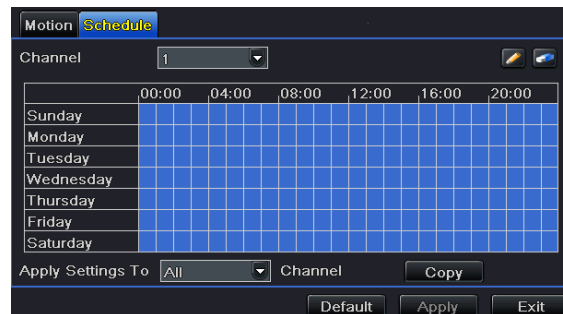 Motion Schedule
Channel 1
00:00 04:00 08:00 12:00 16:00 20:00
Sunday
Monday
Tuesday
Wednesday
Thursday
Friday
Saturday
Apply Settings To All Channel Copy
Default Apply Exit